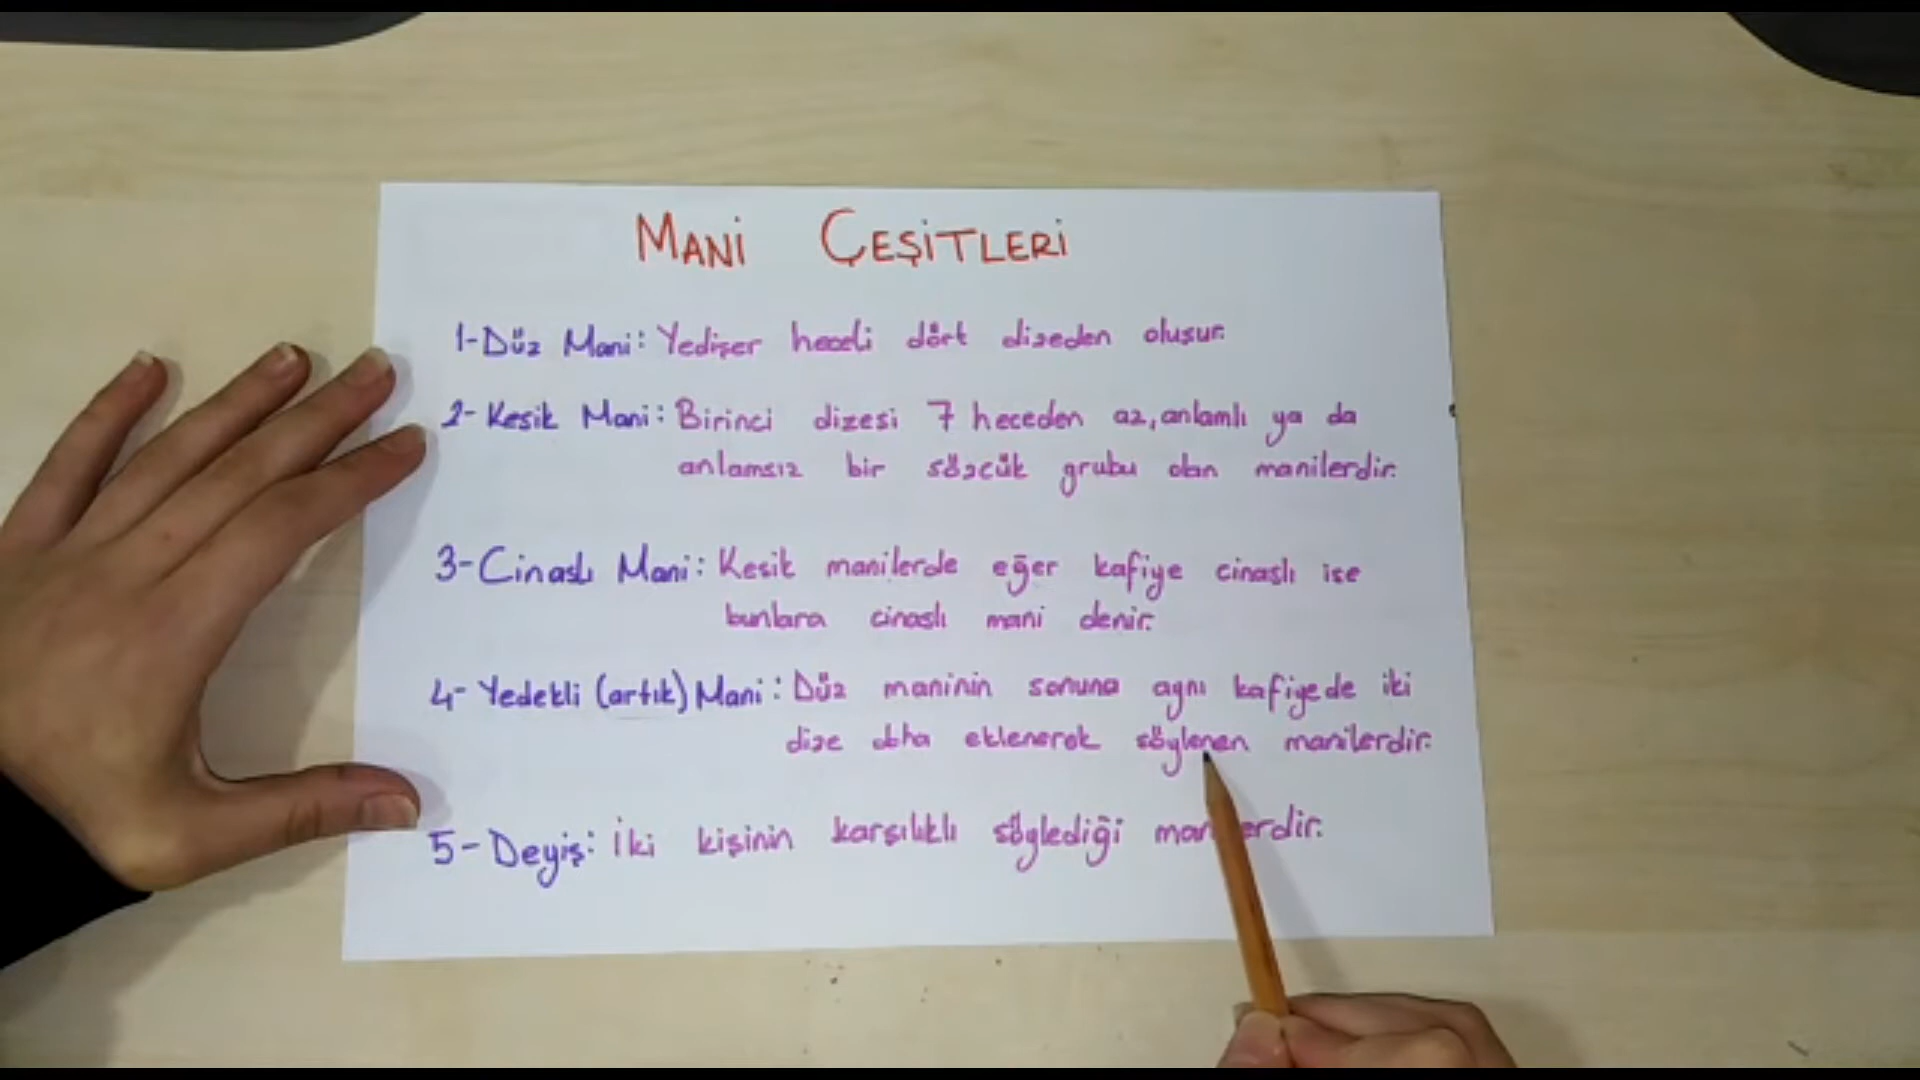 MANİ ÇEŞİTLERİ
1-Düz Mani: Yedişer heceli dört dizeden oluşur.
2- Kesik Mani: Birinci dizesi 7 heceden az, anlamlı ya da
anlamsız bir sözcük grubu olan manilerdir.
3-Cinaslı Mani: Kesik manilerde eğer kafiye cinaslı ise
bunlara cinaslı mani denir.
4- Yedekli (artık) Mani: Düz maninin sonuna aynı kafiyede iki
dize daha eklenerek söylenen manilerdir.
5-Deyiş: İki kişinin karşılıklı söylediği manilerdir.